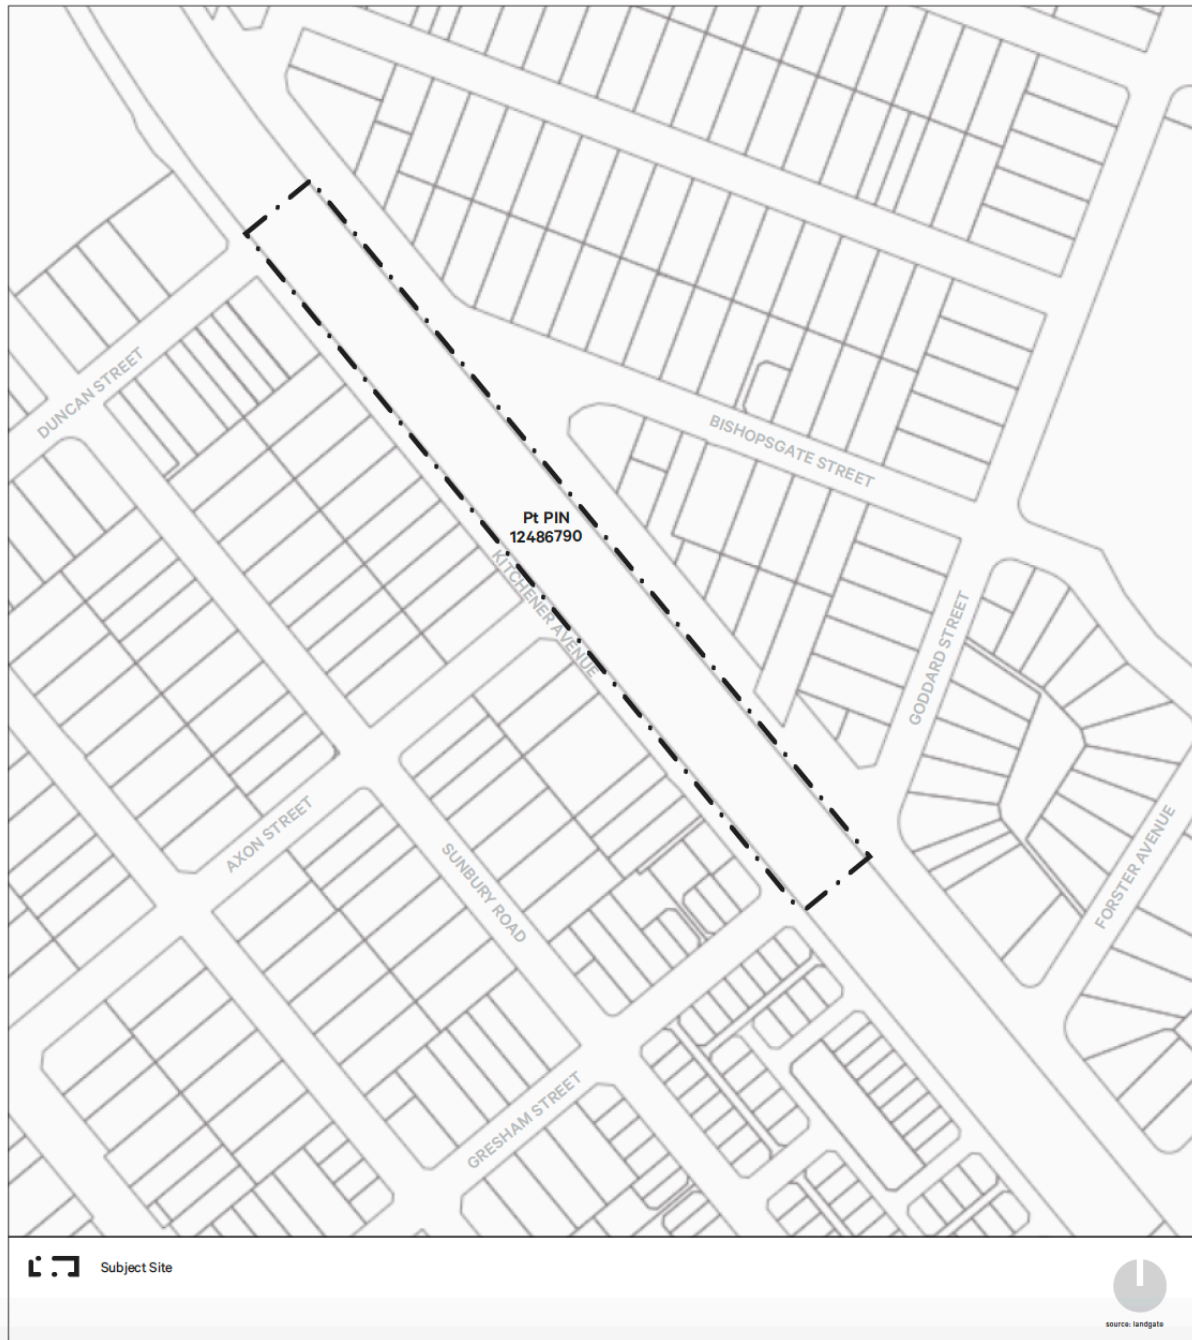 DUNCAN STREET
BISHOPSGATE STREET
Pt PIN
12486790
KITCHENER AVENUE
GODDARD STREET
AXON STREET
SUNBURY ROAD
FORSTER AVENUE
GRESHAM STREET
Subject Site
source: landgate